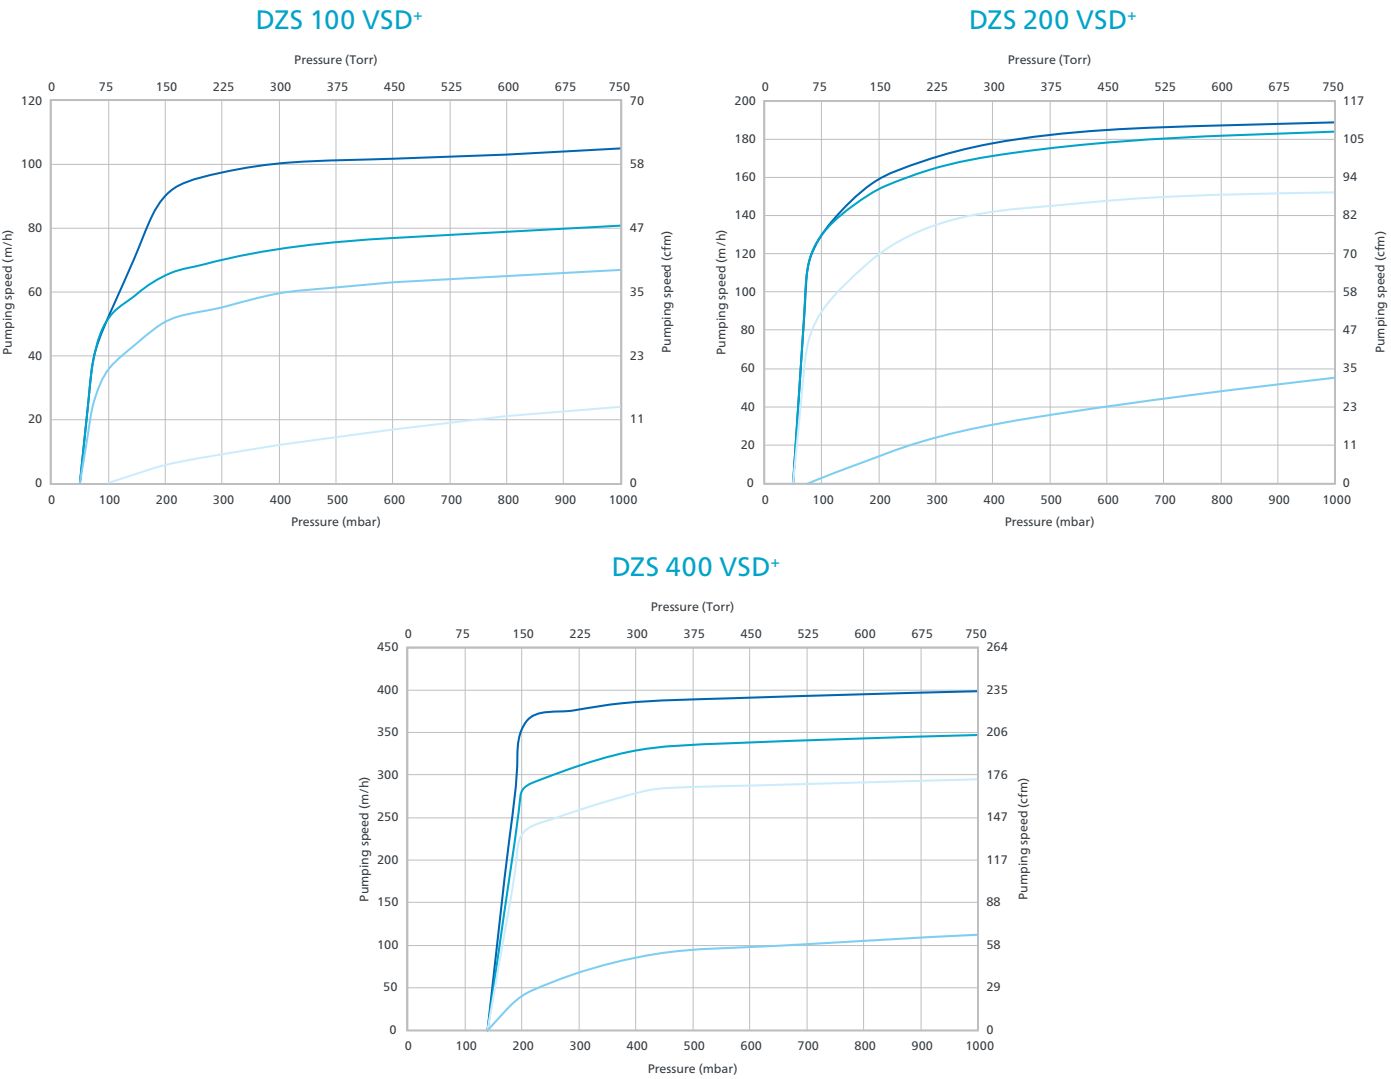 DZS 100 VSD+
Pressure (Torr)
0 75 150 225 300 375 450 525 600 675 750
120 70
100 58
80 47
60 35
40 23
20 11
0 0
Pumping speed (m/h)
Pumping speed (cfm)
0 100 200 300 400 500 600 700 800 900 1000
Pressure (mbar)
DZS 200 VSD+
Pressure (Torr)
0 75 150 225 300 375 450 525 600 675 750
200 117
180 105
160 94
140 82
120 70
100 58
80 47
60 35
40 23
20 11
0 0
Pumping speed (m/h)
Pumping speed (cfm)
0 100 200 300 400 500 600 700 800 900 1000
Pressure (mbar)
DZS 400 VSD+
Pressure (Torr)
0 75 150 225 300 375 450 525 600 675 750
450 264
400 235
350 206
300 176
250 147
200 117
150 88
100 58
50 29
0 0
Pumping speed (m/h)
Pumping speed (cfm)
0 100 200 300 400 500 600 700 800 900 1000
Pressure (mbar)